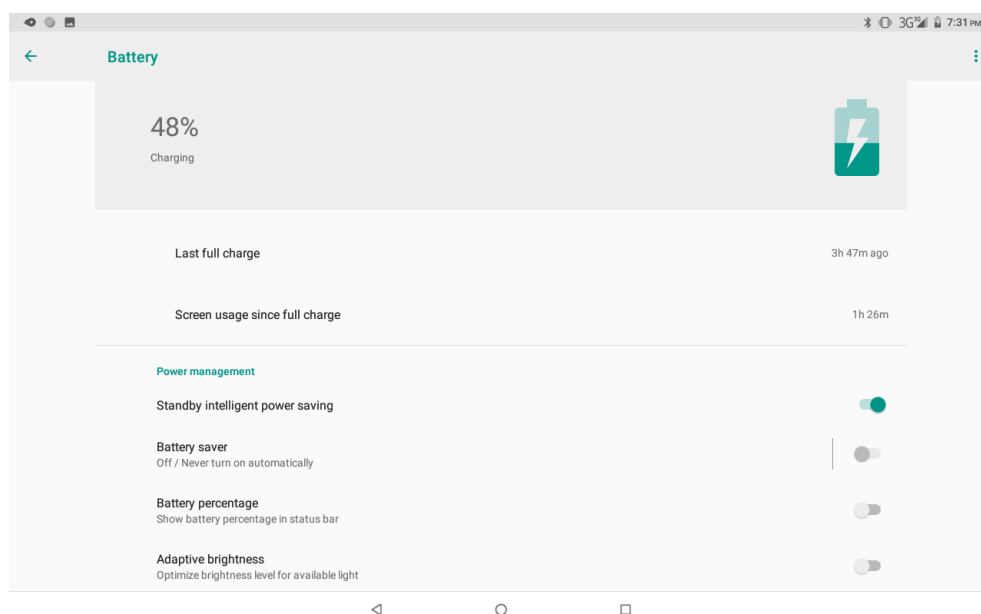 3G 3G 7:31 PM
Battery
48%
Charging
Last full charge
3h 47m ago
Screen usage since full charge
1h 26m
Power management
Standby intelligent power saving
Battery saver
Off / Never turn on automatically
Battery percentage
Show battery percentage in status bar
Adaptive brightness
Optimize brightness level for available light